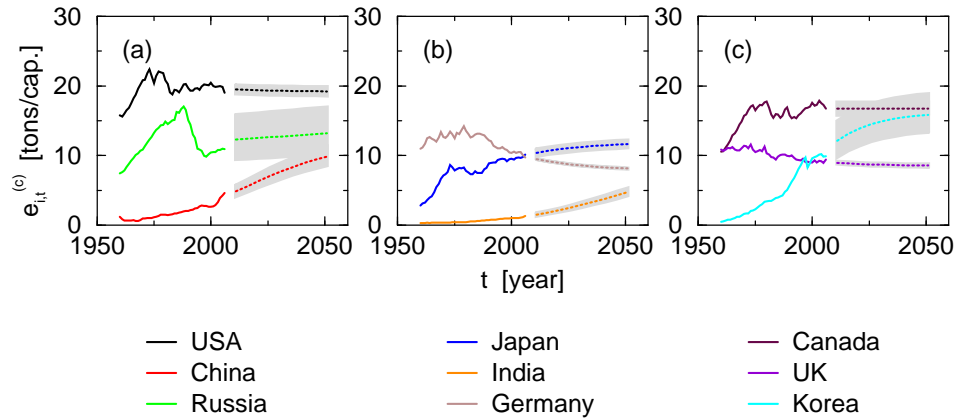 30 30 30
(a) (b) (c)
20 20 20
10 10 10
0 0 0
1950 2000 2050 1950 2000 2050 1950 2000 2050
e i,t (c) [tons/cap.]
t [year]
USA Japan Canada
China India UK
Russia Germany Korea